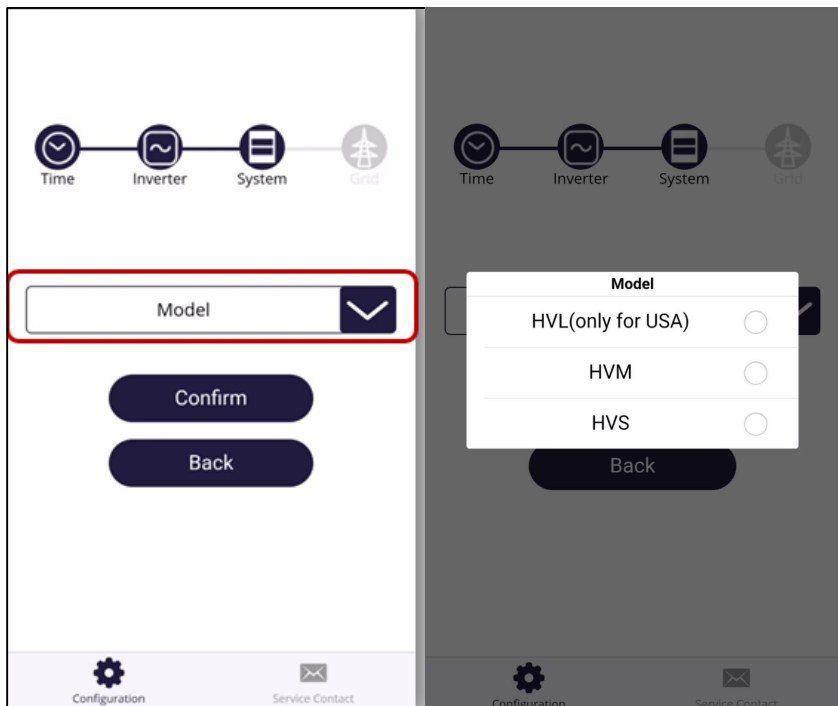 Time Inverter System Grid
Model
Confirm
Back
Configuration Service Contact
Time Inverter System Grid
Model
HVL(only for USA)
HVM
HVS
Back
Configuration Service Contact